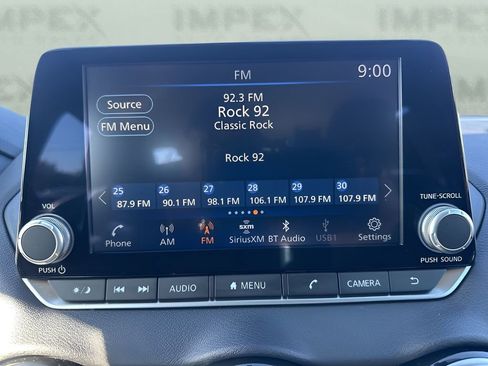 IMPEX
FM
9:00
Source
92.3 FM
Rock 92
FM Menu
Classic Rock
Rock 92
25 26 27 28 29 30
87.9 FM 90.1 FM 98.1 FM 106.1 FM 107.9 FM 107.9 FM
VOL
TUNE-SCROLL
Phone AM FM sxm SiriusXM BT Audio USB1 Settings
PUSH
PUSH SOUND
AUDIO MENU CAMERA